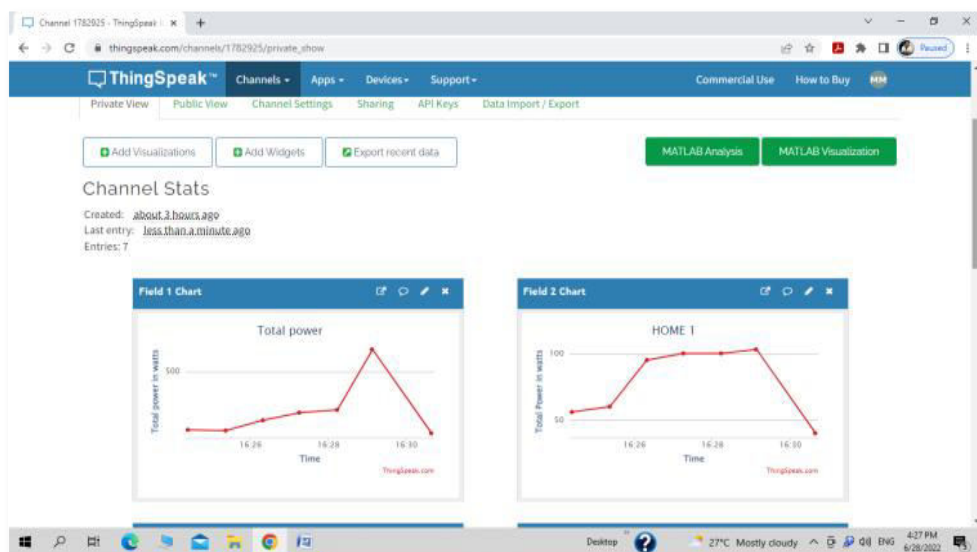 Channel 1782925 - ThingSpeak
thingspeak.com/channels/1782925/private_show
Paused
ThingSpeak™ Channels Apps Devices Support Commercial Use How to Buy MM
Private View Public View Channel Settings Sharing API Keys Data Import / Export
Add Visualizations Add Widgets Export recent data MATLAB Analysis MATLAB Visualization
Channel Stats
Created: about 3 hours ago
Last entry: less than a minute ago
Entries: 7
Field 1 Chart
Total power
Total power in watts
500
16:26 16:28 16:30
Time
ThingSpeak.com
Field 2 Chart
HOME 1
Total Power in watts
100
50
16:26 16:28 16:30
Time
ThingSpeak.com
Desktop 27°C Mostly cloudy ENG 4:27 PM
6/28/2022